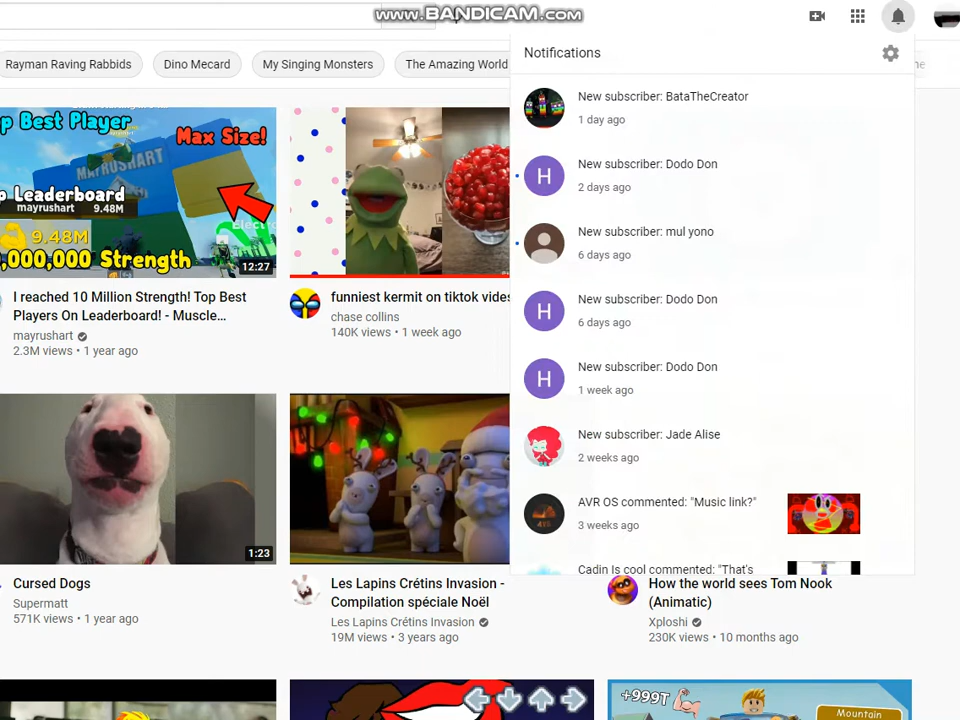 www.BANDICAM.com
Notifications
Rayman Raving Rabbids
Dino Mecard
My Singing Monsters
The Amazing World
New subscriber: BataTheCreator
1 day ago
H
New subscriber: Dodo Don
2 days ago
New subscriber: mul yono
6 days ago
H
New subscriber: Dodo Don
6 days ago
H
New subscriber: Dodo Don
1 week ago
New subscriber: Jade Alise
2 weeks ago
AVR OS commented: "Music link?"
3 weeks ago
Cadin Is cool commented: "That's
p Best Player
Max Size!
MAYRUSHART
Leaderboard
mayrushart 9.48M
9.48M
,000,000 Strength
12:27
I reached 10 Million Strength! Top Best
Players On Leaderboard! - Muscle...
mayrushart
2.3M views • 1 year ago
funniest kermit on tiktok vides
chase collins
140K views • 1 week ago
1:23
Cursed Dogs
Supermatt
571K views • 1 year ago
Les Lapins Crétins Invasion -
Compilation spéciale Noël
Les Lapins Crétins Invasion
19M views • 3 years ago
How the world sees Tom Nook
(Animatic)
Xploshi
230K views • 10 months ago
+999T
Mountain